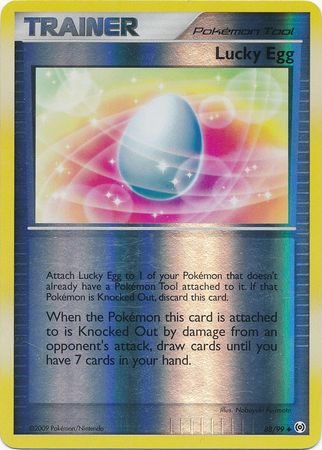 TRAINER
Pokémon Tool
Lucky Egg
Attach Lucky Egg to 1 of your Pokémon that doesn't
already have a Pokémon Tool attached to it. If that
Pokémon is Knocked Out, discard this card.
When the Pokémon this card is attached
to is Knocked Out by damage from an
opponent's attack, draw cards until you
have 7 cards in your hand.
Illus. Nobuyuki Fujimoto
©2009 Pokémon/Nintendo
88/99